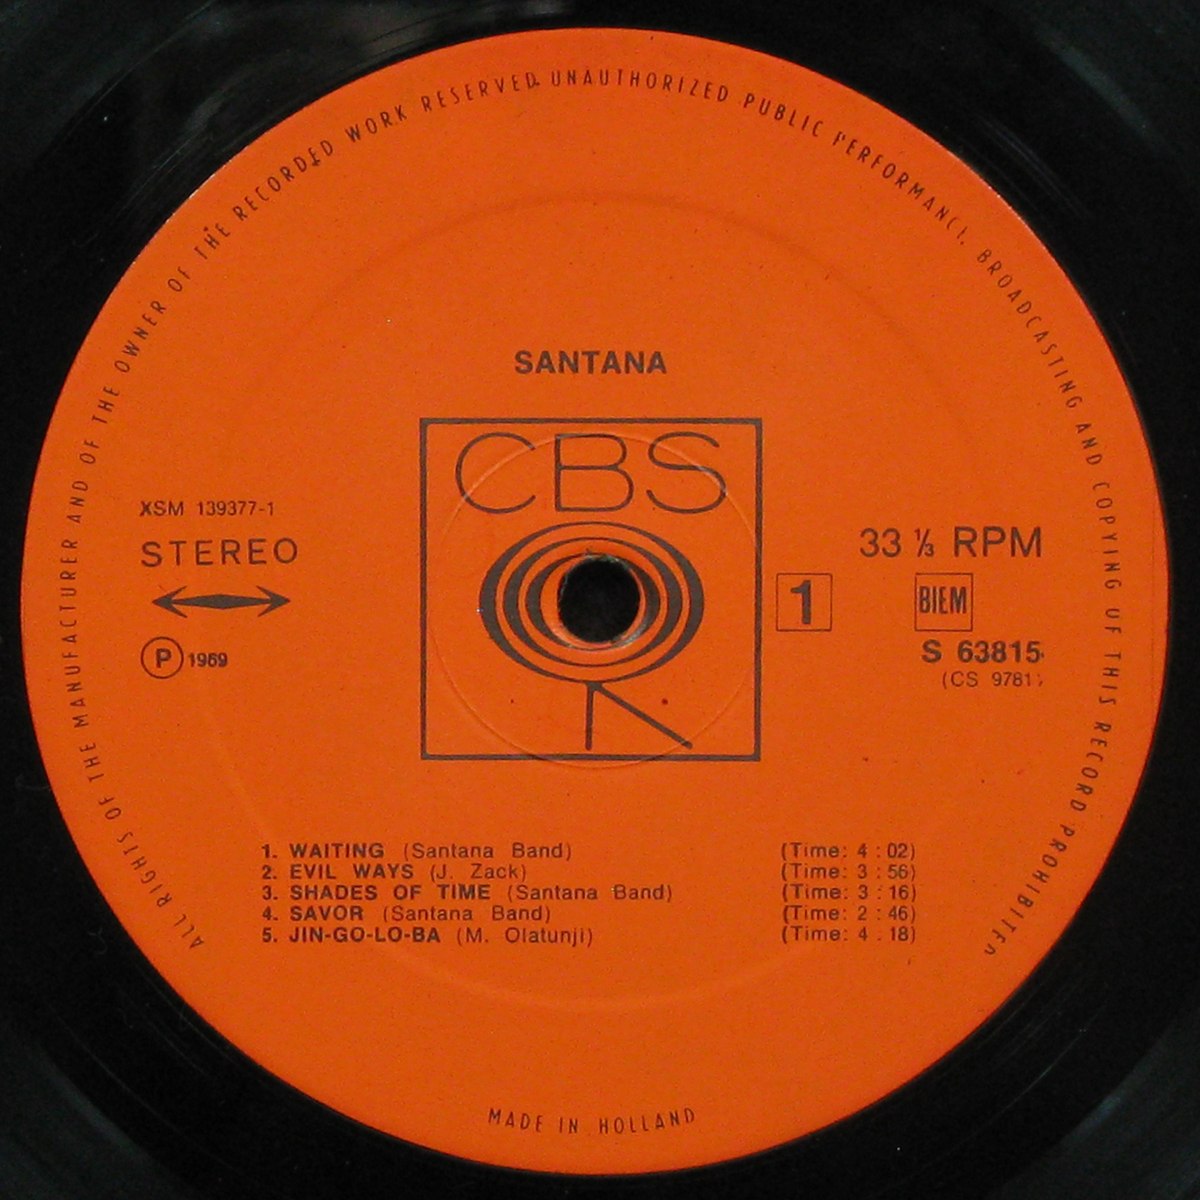 ALL RIGHTS OF THE MANUFACTURER AND OF THE OWNER OF THE RECORDED WORK RESERVED. UNAUTHORIZED PUBLIC PERFORMANCE, BROADCASTING AND COPYING OF THIS RECORD PROHIBITED
SANTANA
CBS
XSM 139377-1
STEREO
Ⓟ 1969
1
33 ⅓ RPM
BIEM
S 63815
(CS 9781)
1. WAITING (Santana Band) (Time: 4 : 02)
2. EVIL WAYS (J. Zack) (Time: 3 : 56)
3. SHADES OF TIME (Santana Band) (Time: 3 : 16)
4. SAVOR (Santana Band) (Time: 2 : 46)
5. JIN-GO-LO-BA (M. Olatunji) (Time: 4 : 18)
MADE IN HOLLAND